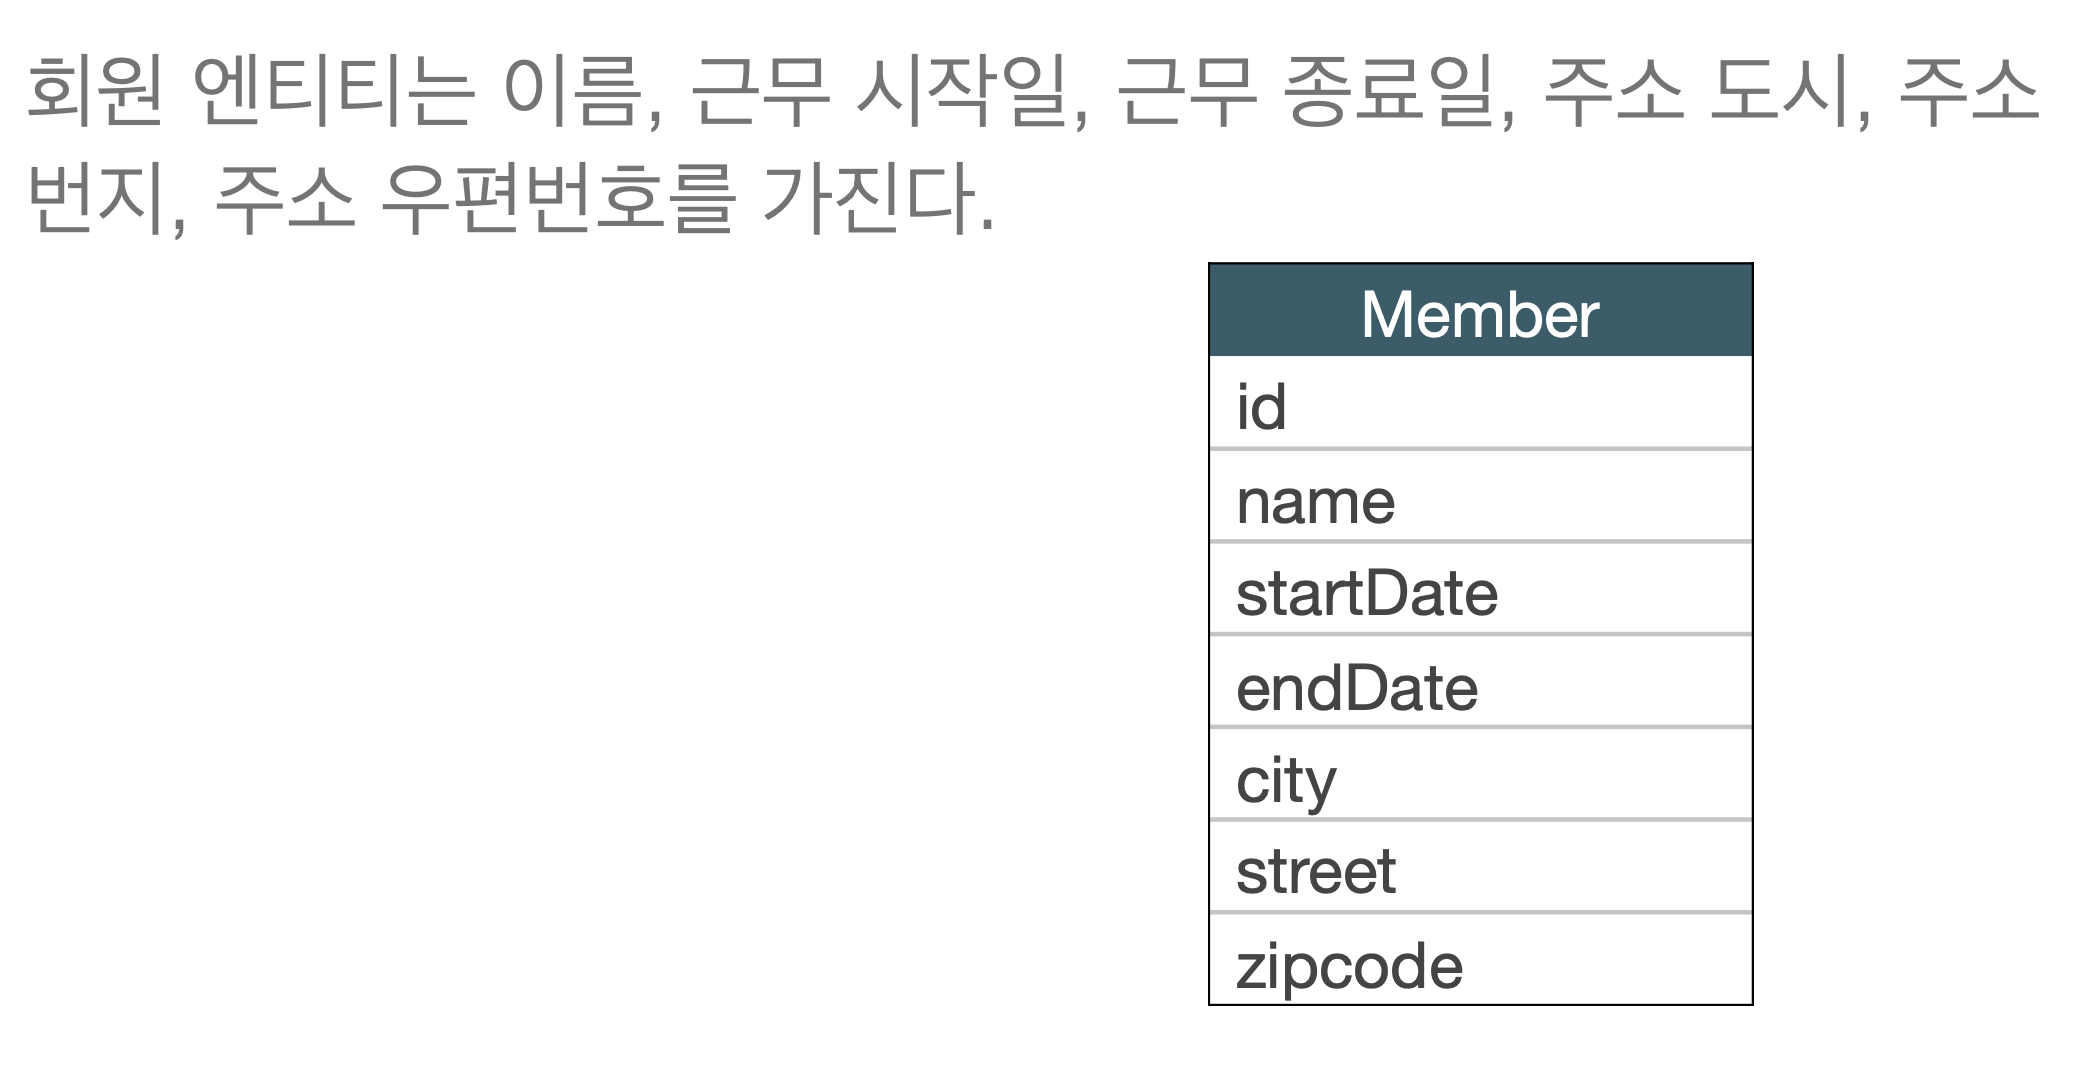 회원 엔티티는 이름, 근무 시작일, 근무 종료일, 주소 도시, 주소
번지, 주소 우편번호를 가진다.
Member
id
name
startDate
endDate
city
street
zipcode